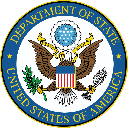 DEPARTMENT OF STATE
UNITED STATES OF AMERICA